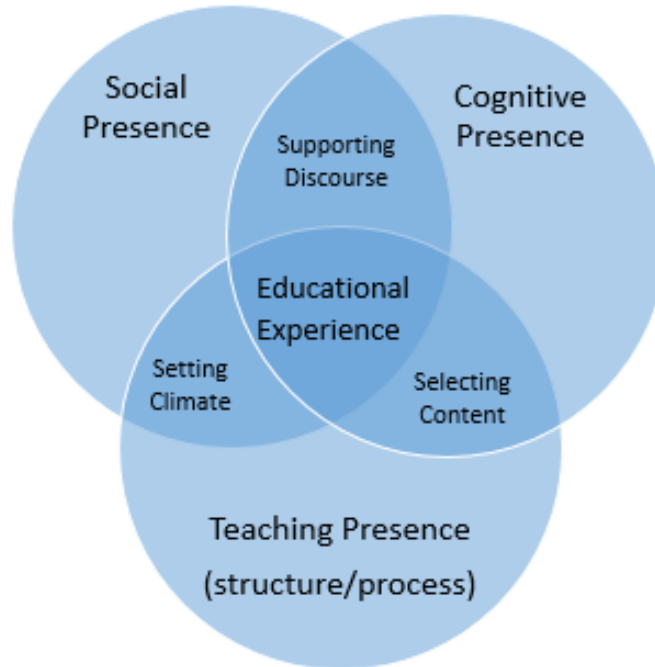 Social
Presence
Cognitive
Presence
Supporting
Discourse
Educational
Experience
Setting
Climate
Selecting
Content
Teaching Presence
(structure/process)